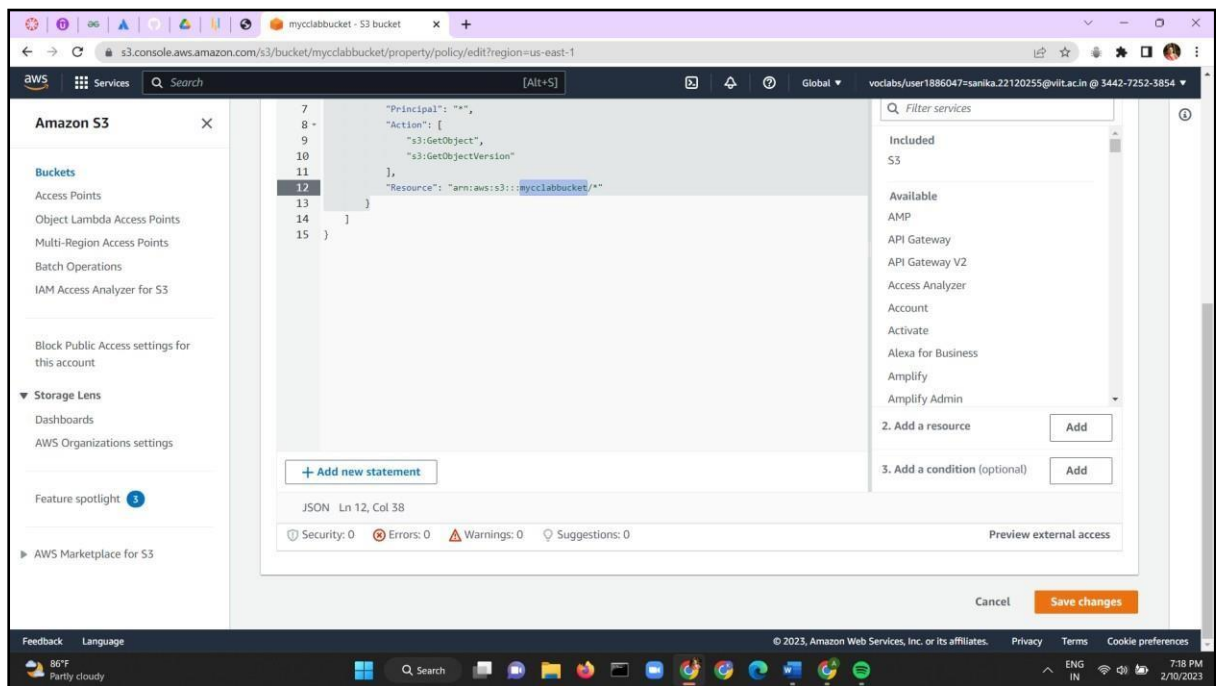 mycclabbucket - S3 bucket
s3.console.aws.amazon.com/s3/bucket/mycclabbucket/property/policy/edit?region=us-east-1
aws Services Search [Alt+S] Global voclabs/user1886047=sanika.22120255@viit.ac.in @ 3442-7252-3854
Amazon S3
Buckets
Access Points
Object Lambda Access Points
Multi-Region Access Points
Batch Operations
IAM Access Analyzer for S3
Block Public Access settings for
this account
Storage Lens
Dashboards
AWS Organizations settings
Feature spotlight 3
AWS Marketplace for S3
7 "Principal": "*",
8 "Action": [
9 "s3:GetObject",
10 "s3:GetObjectVersion"
11 ],
12 "Resource": "arn:aws:s3:::mycclabbucket/*"
13 }
14 ]
15 }
+ Add new statement
JSON Ln 12, Col 38
Security: 0 Errors: 0 Warnings: 0 Suggestions: 0 Preview external access
Filter services
Included
S3
Available
AMP
API Gateway
API Gateway V2
Access Analyzer
Account
Activate
Alexa for Business
Amplify
Amplify Admin
2. Add a resource Add
3. Add a condition (optional) Add
Cancel Save changes
Feedback Language © 2023, Amazon Web Services, Inc. or its affiliates. Privacy Terms Cookie preferences
86°F
Partly cloudy
Search
ENG
IN
7:18 PM
2/10/2023